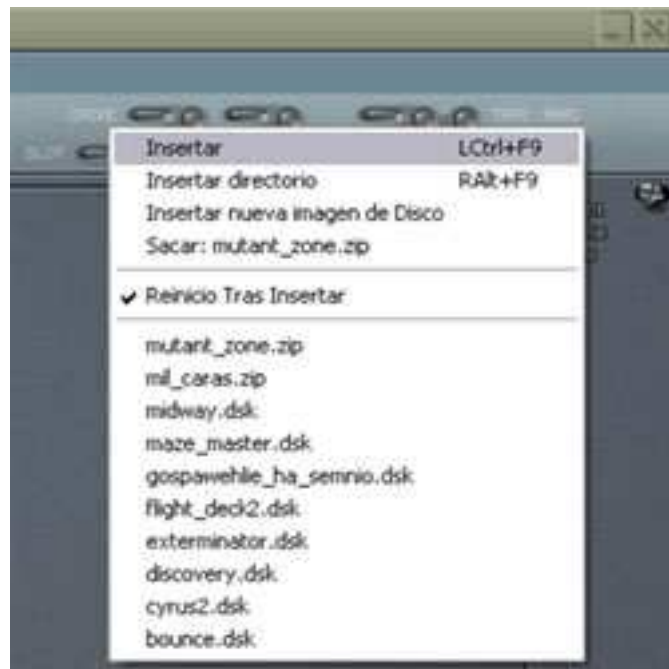 Insertar LCtrl+F9
Insertar directorio RAlt+F9
Insertar nueva imagen de Disco
Sacar: mutant_zone.zip
Reinicio Tras Insertar
mutant_zone.zip
mil_caras.zip
midway.dsk
maze_master.dsk
gospawehlie_ha_semnio.dsk
flight_deck2.dsk
exterminator.dsk
discovery.dsk
cyrus2.dsk
bounce.dsk